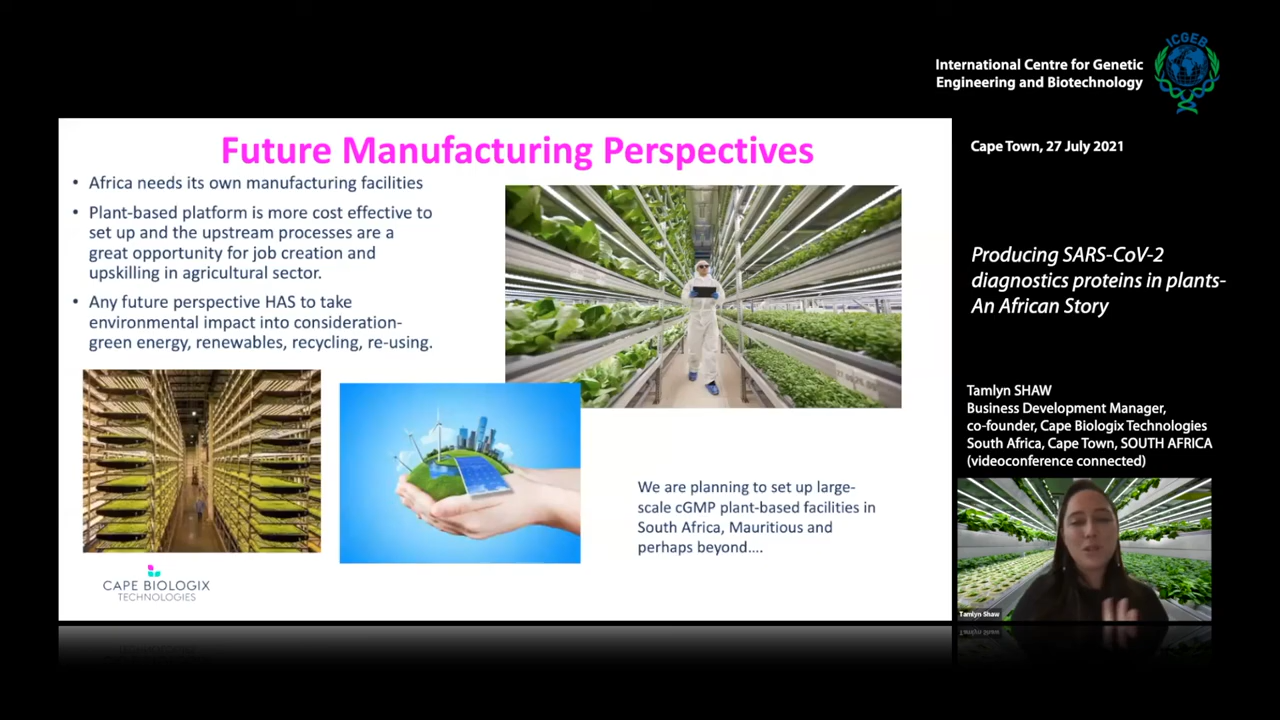 ICGEB
International Centre for Genetic
Engineering and Biotechnology
Future Manufacturing Perspectives
• Africa needs its own manufacturing facilities
• Plant-based platform is more cost effective to
set up and the upstream processes are a
great opportunity for job creation and
upskilling in agricultural sector.
• Any future perspective HAS to take
environmental impact into consideration-
green energy, renewables, recycling, re-using.
We are planning to set up large-
scale cGMP plant-based facilities in
South Africa, Mauritious and
perhaps beyond....
CAPE BIOLOGIX
TECHNOLOGIES
Cape Town, 27 July 2021
Producing SARS-CoV-2
diagnostics proteins in plants-
An African Story
Tamlyn SHAW
Business Development Manager,
co-founder, Cape Biologix Technologies
South Africa, Cape Town, SOUTH AFRICA
(videoconference connected)
Tamlyn Shaw